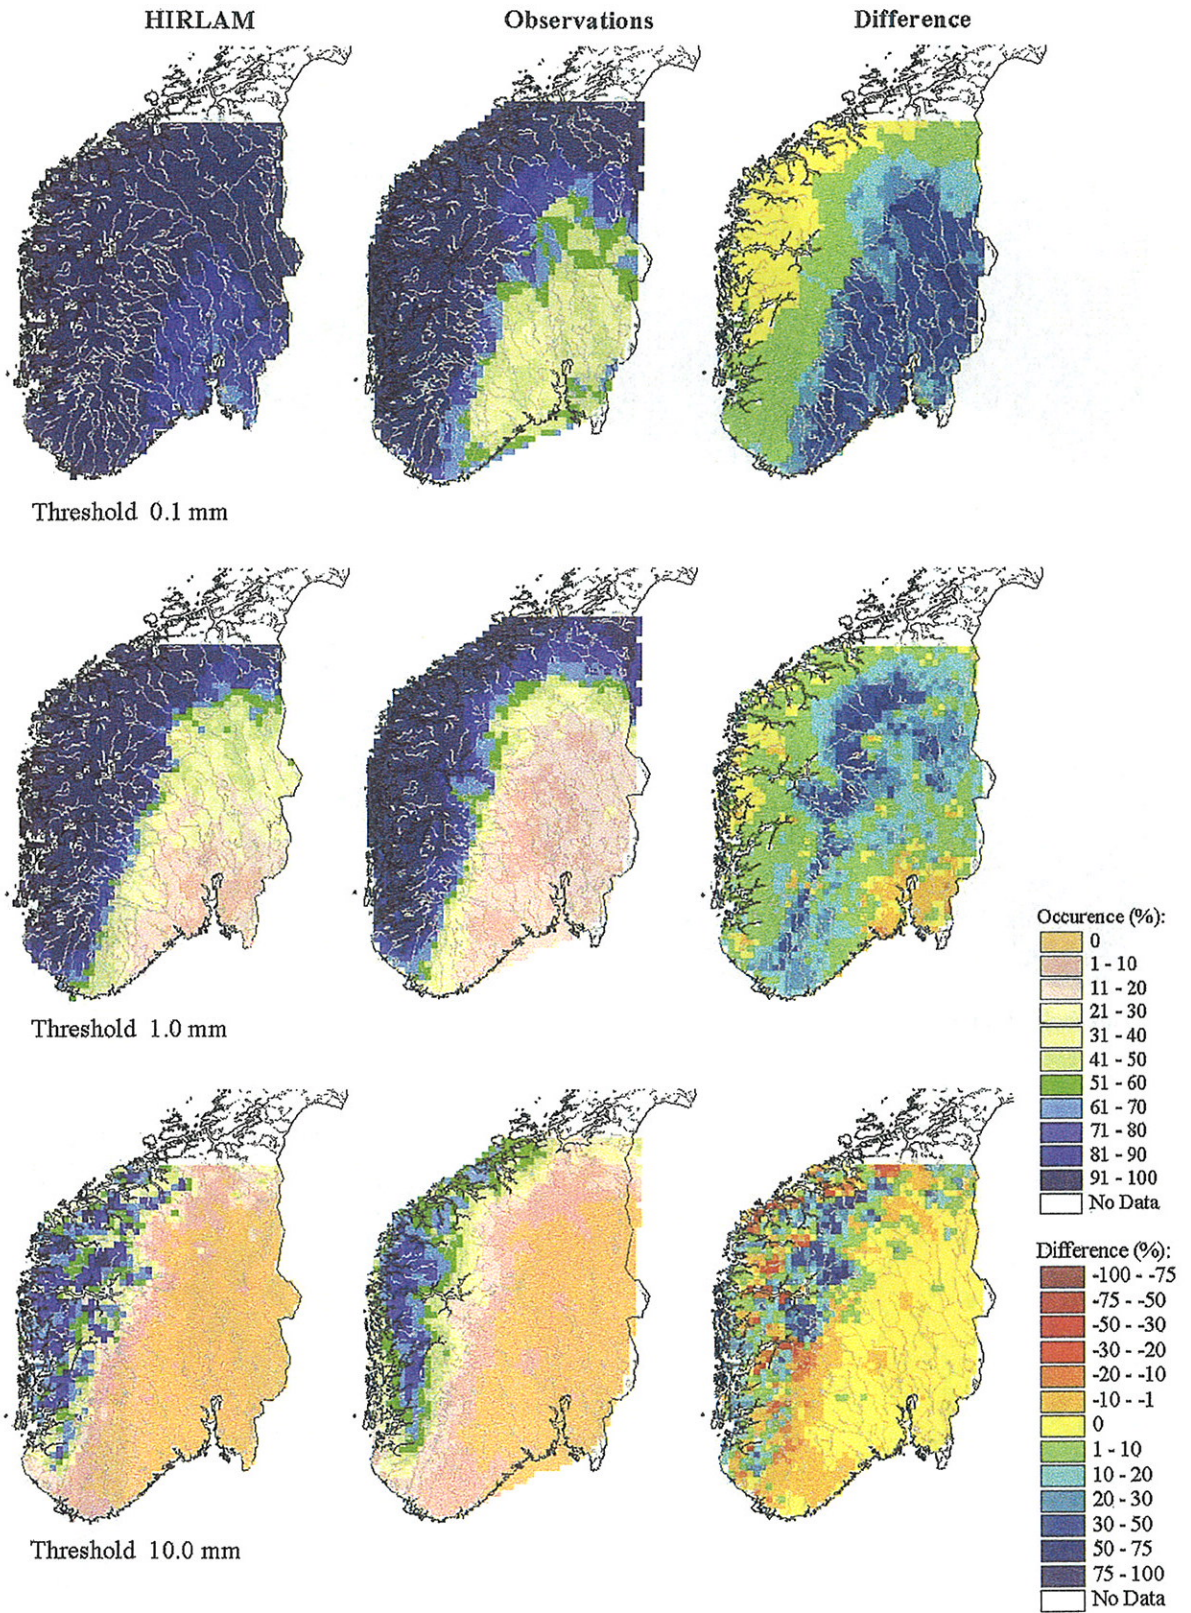 HIRLAM Observations Difference
Threshold 0.1 mm
Threshold 1.0 mm
Occurence (%):
0
1 - 10
11 - 20
21 - 30
31 - 40
41 - 50
51 - 60
61 - 70
71 - 80
81 - 90
91 - 100
No Data
Difference (%):
-100 - -75
-75 - -50
-50 - -30
-30 - -20
-20 - -10
-10 - -1
0
1 - 10
10 - 20
20 - 30
30 - 50
50 - 75
75 - 100
No Data
Threshold 10.0 mm